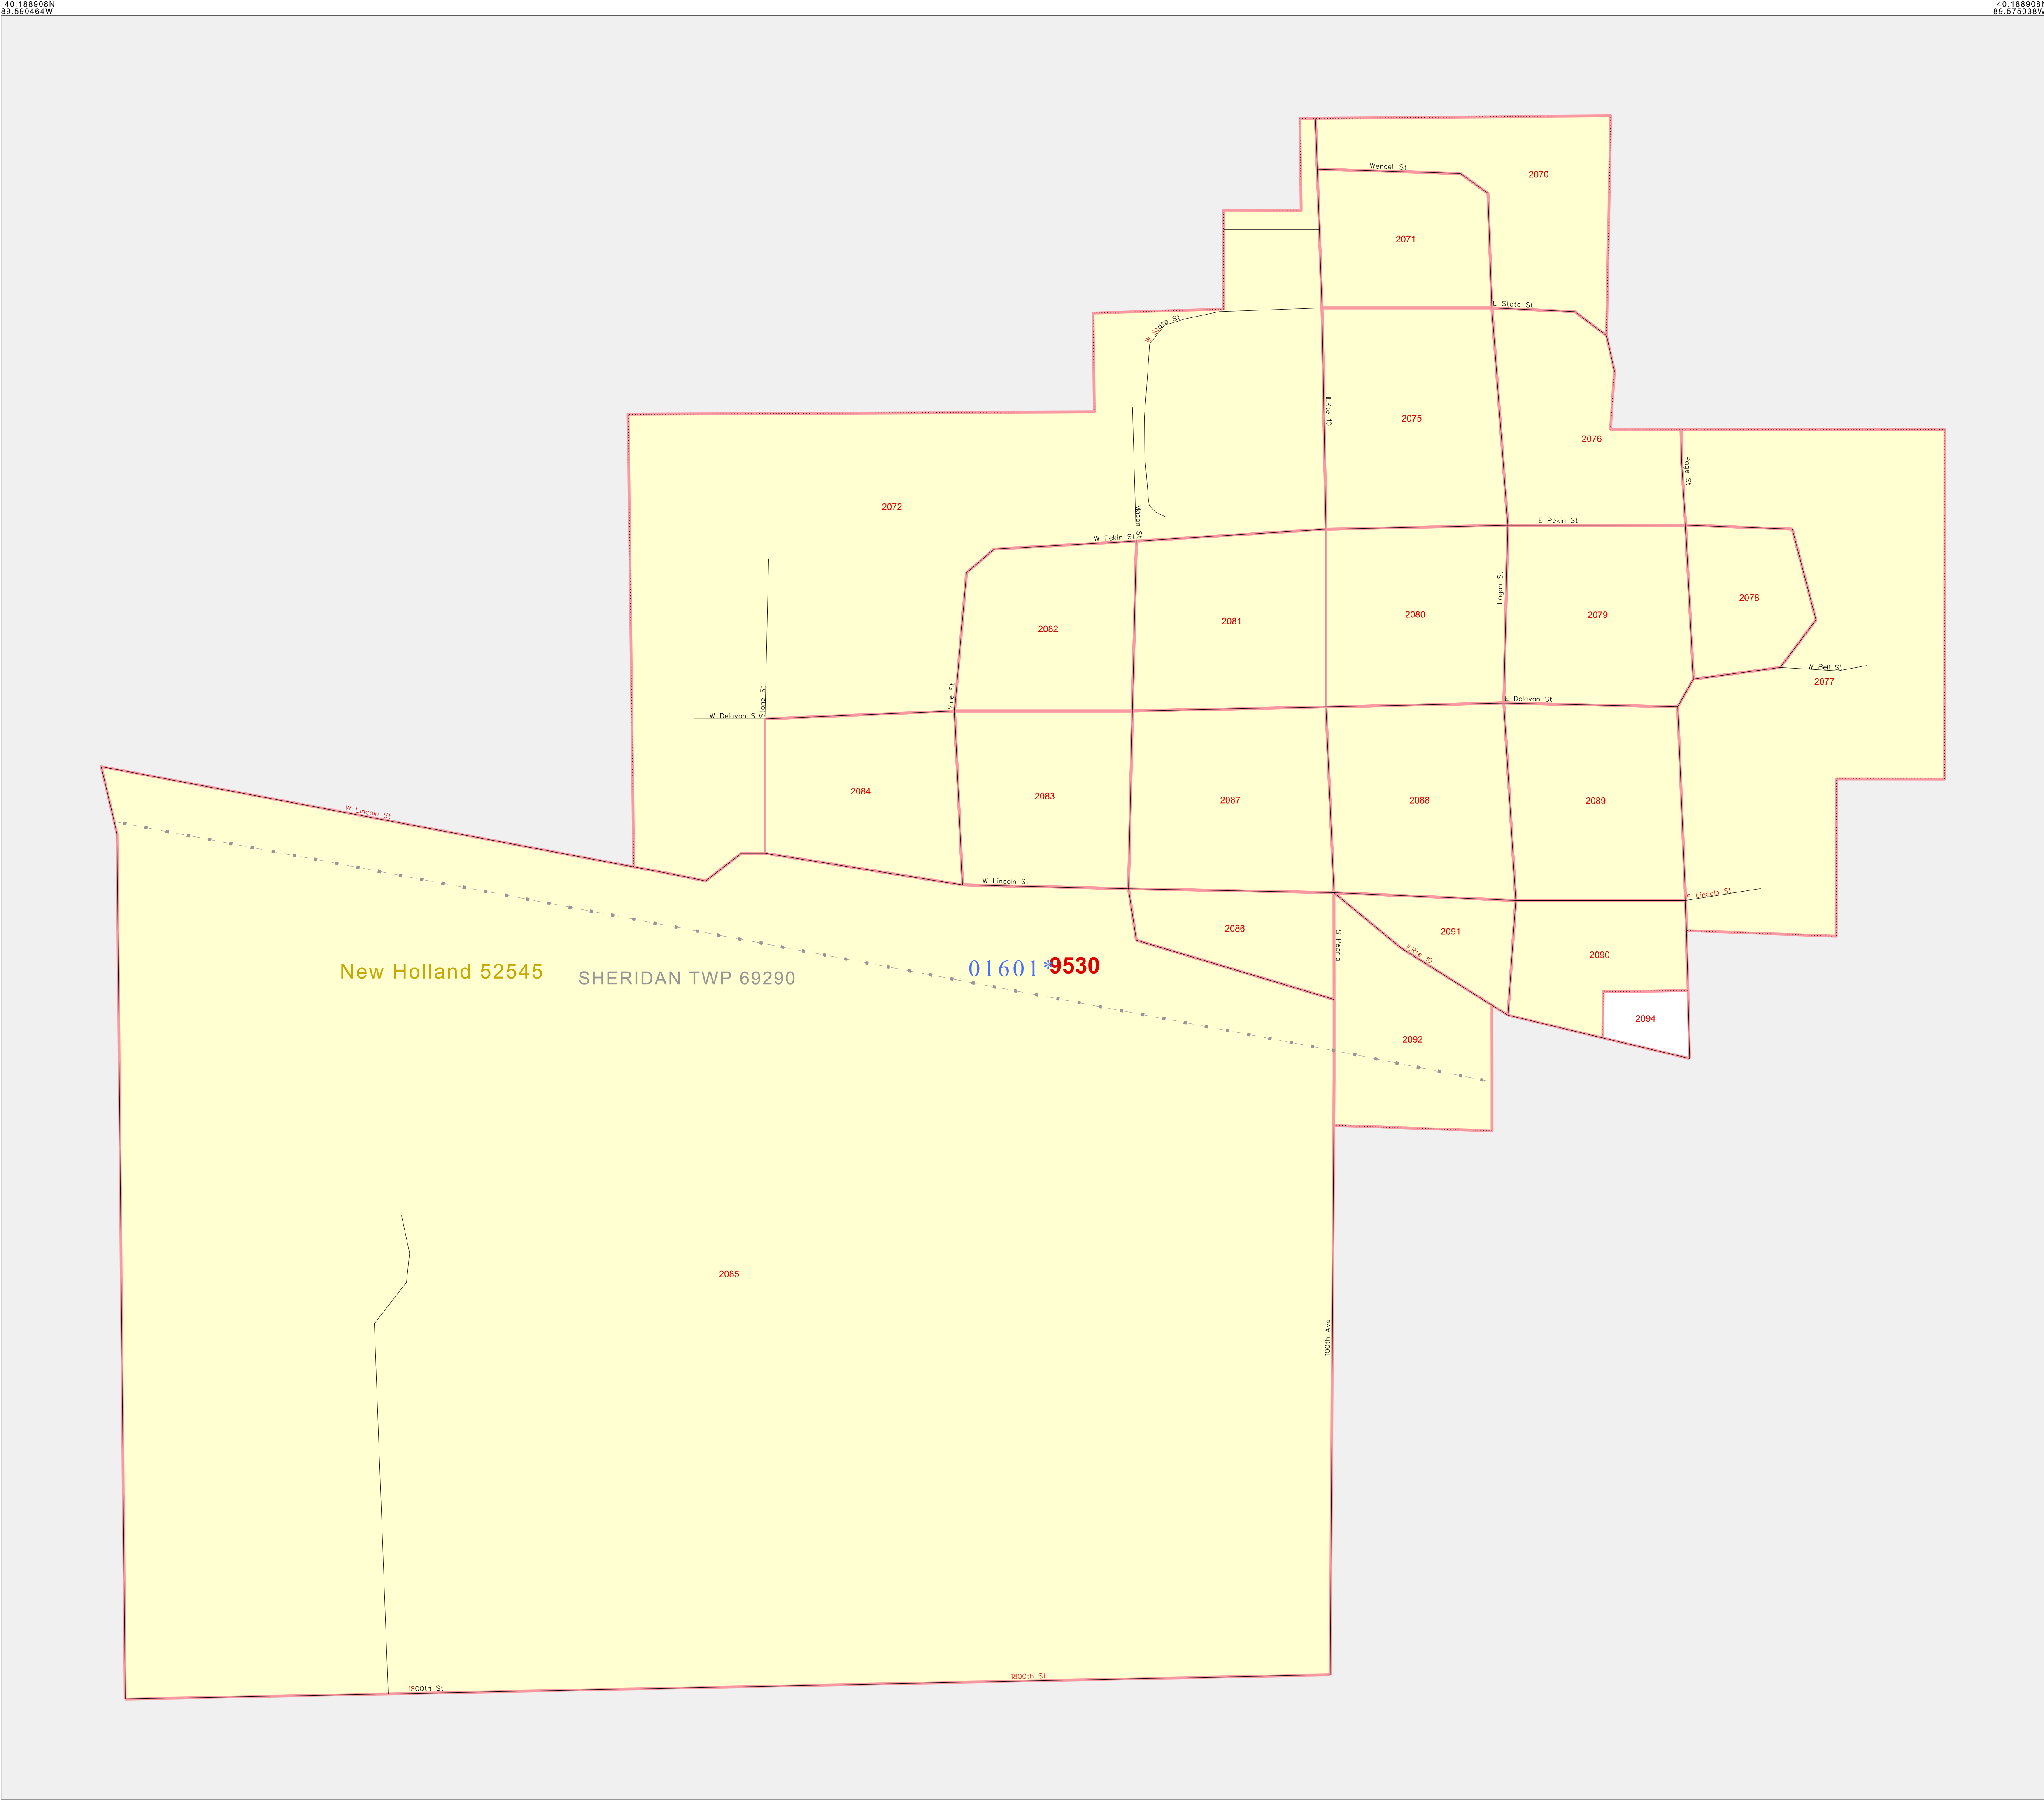 40.188908N
89.590464W
40.188908N
89.575038W
Wendell St
2070
2071
E State St
W State St
ILRte 10
2075
2076
Page St
2072
Mason St
W Pekin St
E Pekin St
Logan St
2082
2081
2080
2079
2078
W Bell St
2077
Stone St
Vine St
W Delavan St
E Delavan St
W Lincoln St
2084
2083
2087
2088
2089
W Lincoln St
E Lincoln St
2086
S Peoria
2091
ILRte 10
2090
New Holland 52545
SHERIDAN TWP 69290
01601*
9530
2094
2092
2085
100th Ave
1800th St
1800th St